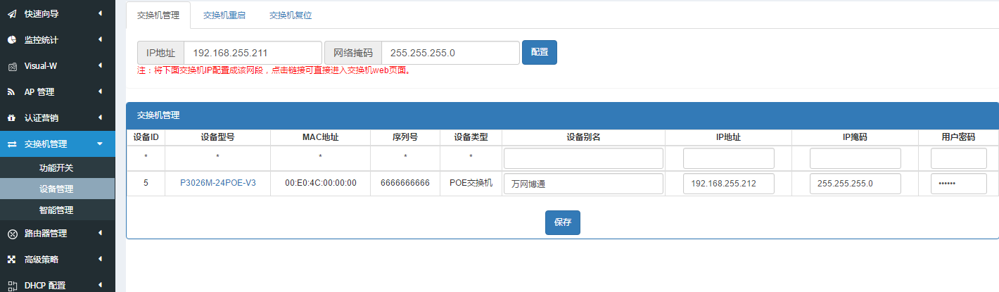 快速向导
监控统计
Visual-W
AP 管理
认证营销
交换机管理
功能开关
设备管理
智能管理
路由器管理
高级策略
DHCP 配置
交换机管理 交换机重启 交换机复位
IP地址 192.168.255.211 网络掩码 255.255.255.0 配置
注：将下面交换机IP配置成该网段，点击链接可直接进入交换机web页面。
交换机管理
设备ID 设备型号 MAC地址 序列号 设备类型 设备别名 IP地址 IP掩码 用户密码
* * * * *
5 P3026M-24POE-V3 00:E0:4C:00:00:00 6666666666 POE交换机 万网博通 192.168.255.212 255.255.255.0 ••••••
保存